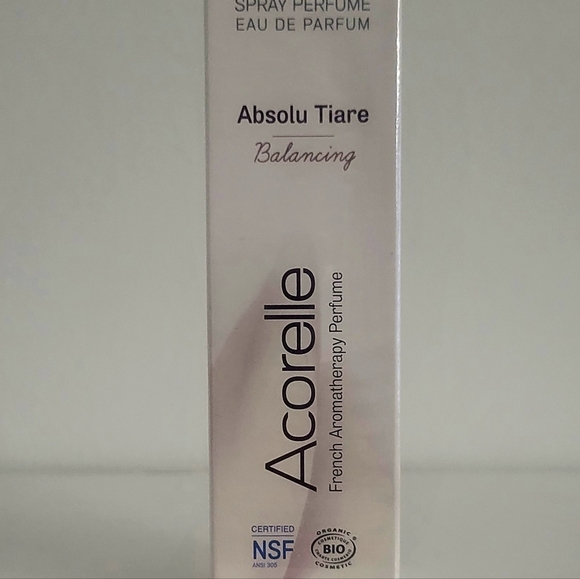 SPRAY PERFUME
EAU DE PARFUM
Absolu Tiare
Balancing
Acorelle
French Aromatherapy Perfume
CERTIFIED
NSF
ANSI 305
ORGANIC
COSMETIQUE
BIO
COSMETIC